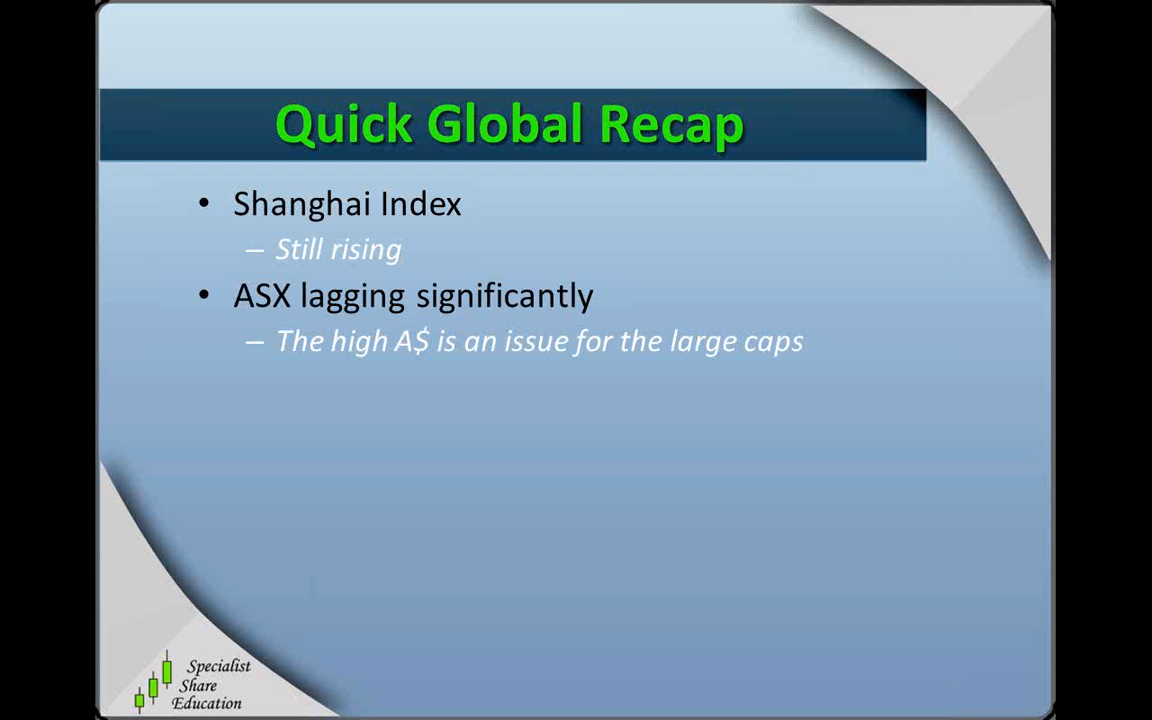 Quick Global Recap
• Shanghai Index
– Still rising
• ASX lagging significantly
– The high A$ is an issue for the large caps
Specialist
Share
Education